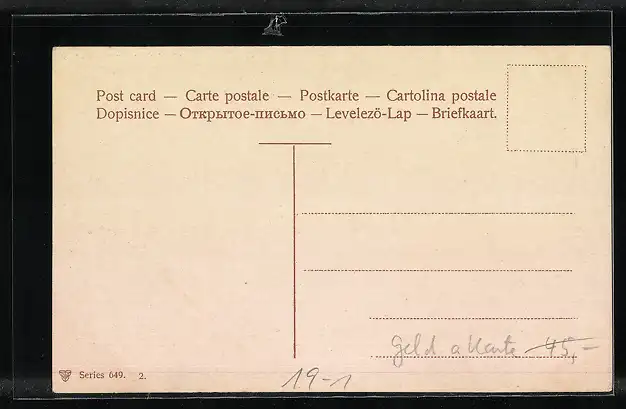 Post card — Carte postale — Postkarte — Cartolina postale
Dopisnice — Открытое-письмо — Levelezö-Lap — Briefkaart.
Geld a Karte 45,-
Series 649. 2.
19-1